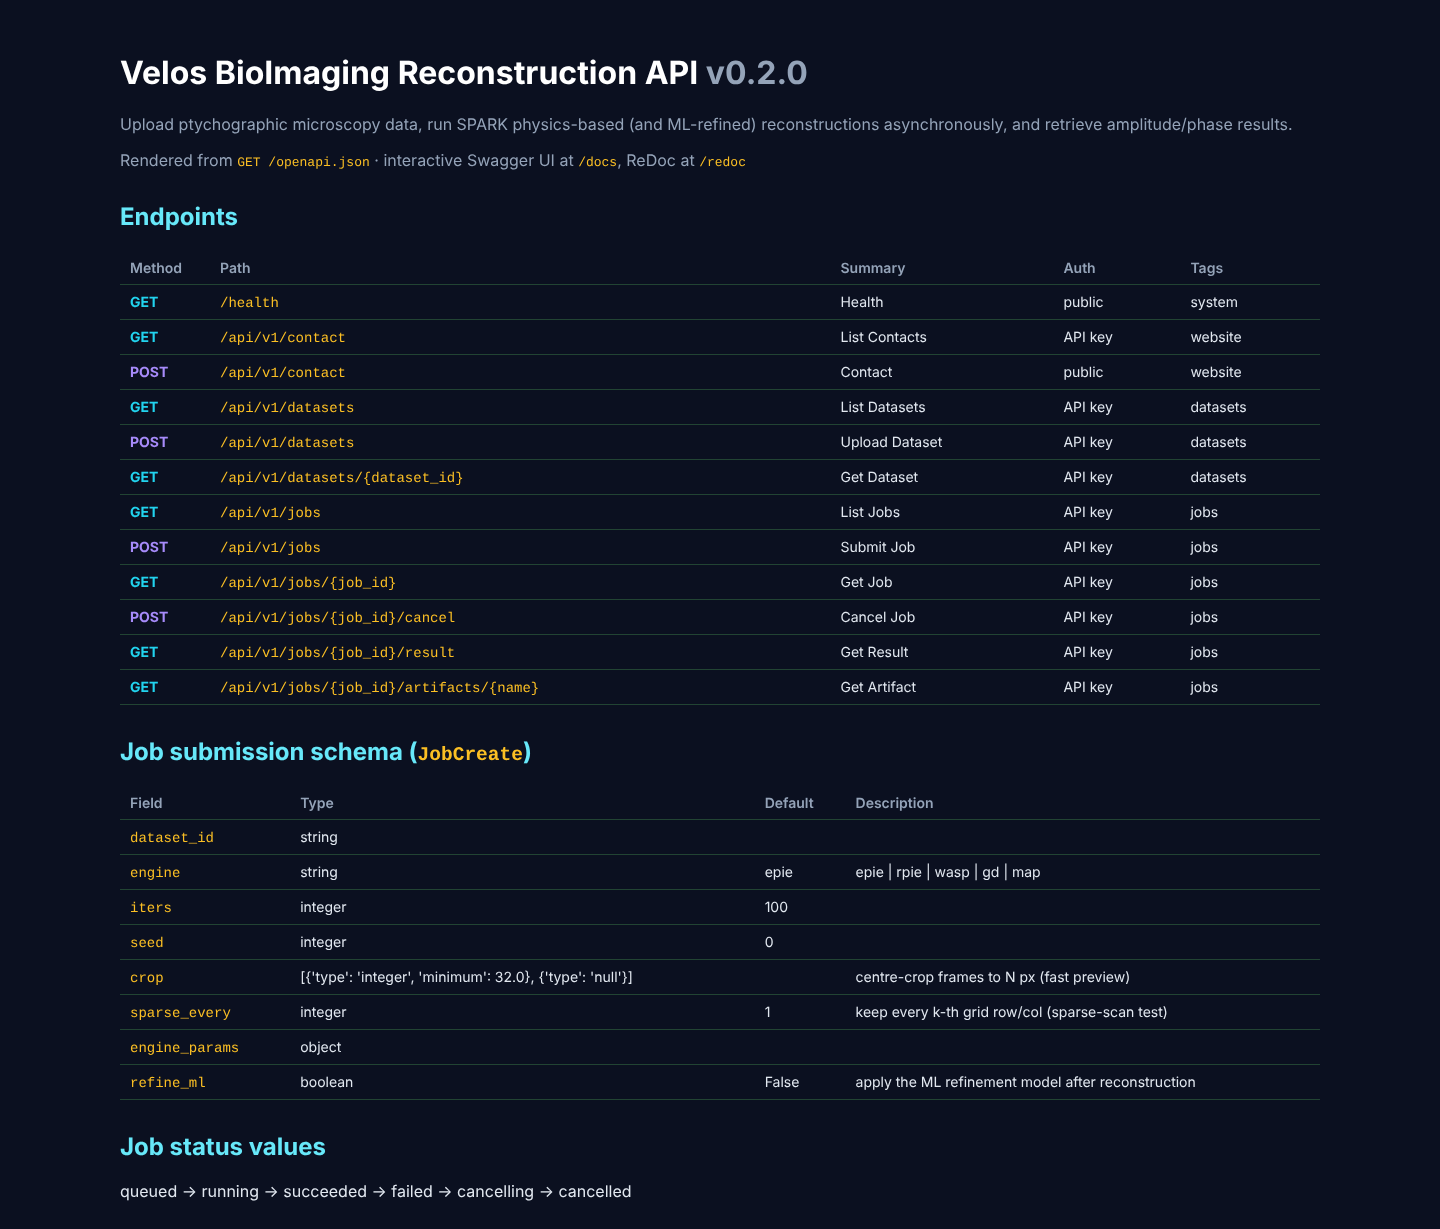 Velos BioImaging Reconstruction API v0.2.0
Upload ptychographic microscopy data, run SPARK physics-based (and ML-refined) reconstructions asynchronously, and retrieve amplitude/phase results.
Rendered from GET /openapi.json · interactive Swagger UI at /docs, ReDoc at /redoc
Endpoints
Method Path Summary Auth Tags
GET /health Health public system
GET /api/v1/contact List Contacts API key website
POST /api/v1/contact Contact public website
GET /api/v1/datasets List Datasets API key datasets
POST /api/v1/datasets Upload Dataset API key datasets
GET /api/v1/datasets/{dataset_id} Get Dataset API key datasets
GET /api/v1/jobs List Jobs API key jobs
POST /api/v1/jobs Submit Job API key jobs
GET /api/v1/jobs/{job_id} Get Job API key jobs
POST /api/v1/jobs/{job_id}/cancel Cancel Job API key jobs
GET /api/v1/jobs/{job_id}/result Get Result API key jobs
GET /api/v1/jobs/{job_id}/artifacts/{name} Get Artifact API key jobs
Job submission schema (JobCreate)
Field Type Default Description
dataset_id string
engine string epie epie | rpie | wasp | gd | map
iters integer 100
seed integer 0
crop [{'type': 'integer', 'minimum': 32.0}, {'type': 'null'}] centre-crop frames to N px (fast preview)
sparse_every integer 1 keep every k-th grid row/col (sparse-scan test)
engine_params object
refine_ml boolean False apply the ML refinement model after reconstruction
Job status values
queued → running → succeeded → failed → cancelling → cancelled